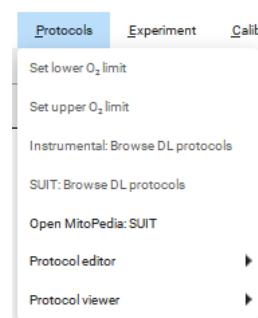 Protocols Experiment Calib
Set lower O₂ limit
Set upper O₂ limit
Instrumental: Browse DL protocols
SUIT: Browse DL protocols
Open MitoPedia: SUIT
Protocol editor
Protocol viewer